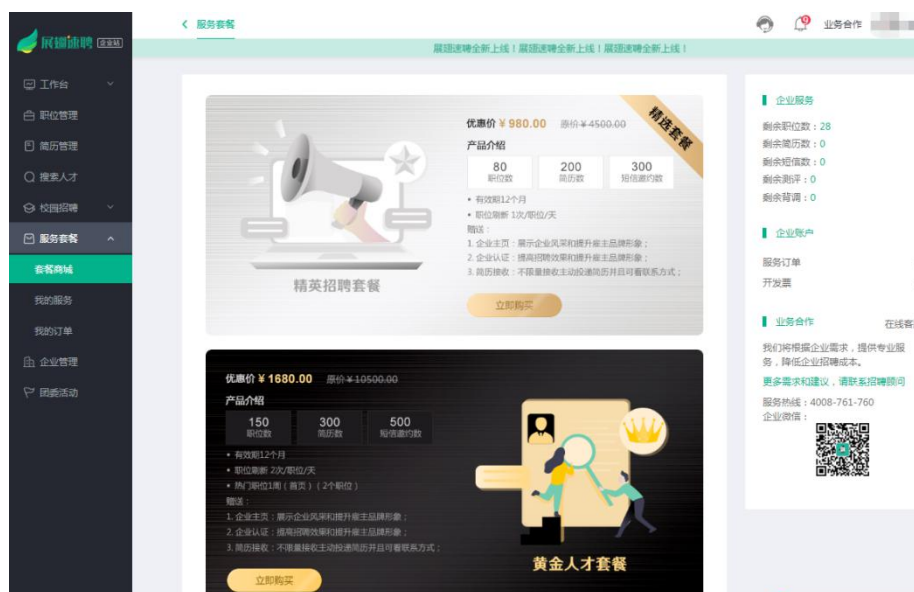 展翅速聘 企业站
工作台
职位管理
简历管理
搜索人才
校园招聘
服务套餐
套餐商城
我的服务
我的订单
企业管理
团委活动
服务套餐
9
业务合作
展翅速聘全新上线！展翅速聘全新上线！展翅速聘全新上线！
精选套餐
优惠价 ¥ 980.00 原价 ¥ 4500.00
产品介绍
80 200 300
职位数 简历数 短信邀约数
• 有效期12个月
• 职位刷新 1次/职位/天
赠送：
1. 企业主页：展示企业风采和提升雇主品牌形象；
2. 企业认证：提高招聘效果和提升雇主品牌形象；
3. 简历接收：不限量接收主动投递简历并且可看联系方式；
立即购买
精英招聘套餐
优惠价 ¥ 1680.00 原价 ¥ 10500.00
产品介绍
150 300 500
职位数 简历数 短信邀约数
• 有效期12个月
• 职位刷新 2次/职位/天
• 热门职位1周（首页）（2个职位）
赠送：
1. 企业主页：展示企业风采和提升雇主品牌形象；
2. 企业认证：提高招聘效果和提升雇主品牌形象；
3. 简历接收：不限量接收主动投递简历并且可看联系方式；
立即购买
黄金人才套餐
企业服务
剩余职位数：28
剩余简历数：0
剩余短信数：0
剩余测评：0
剩余背调：0
企业账户
服务订单
开发票
业务合作 在线客
我们将根据企业需求，提供专业服
务，降低企业招聘成本。
更多需求和建议，请联系招聘顾问
服务热线：4008-761-760
企业微信：